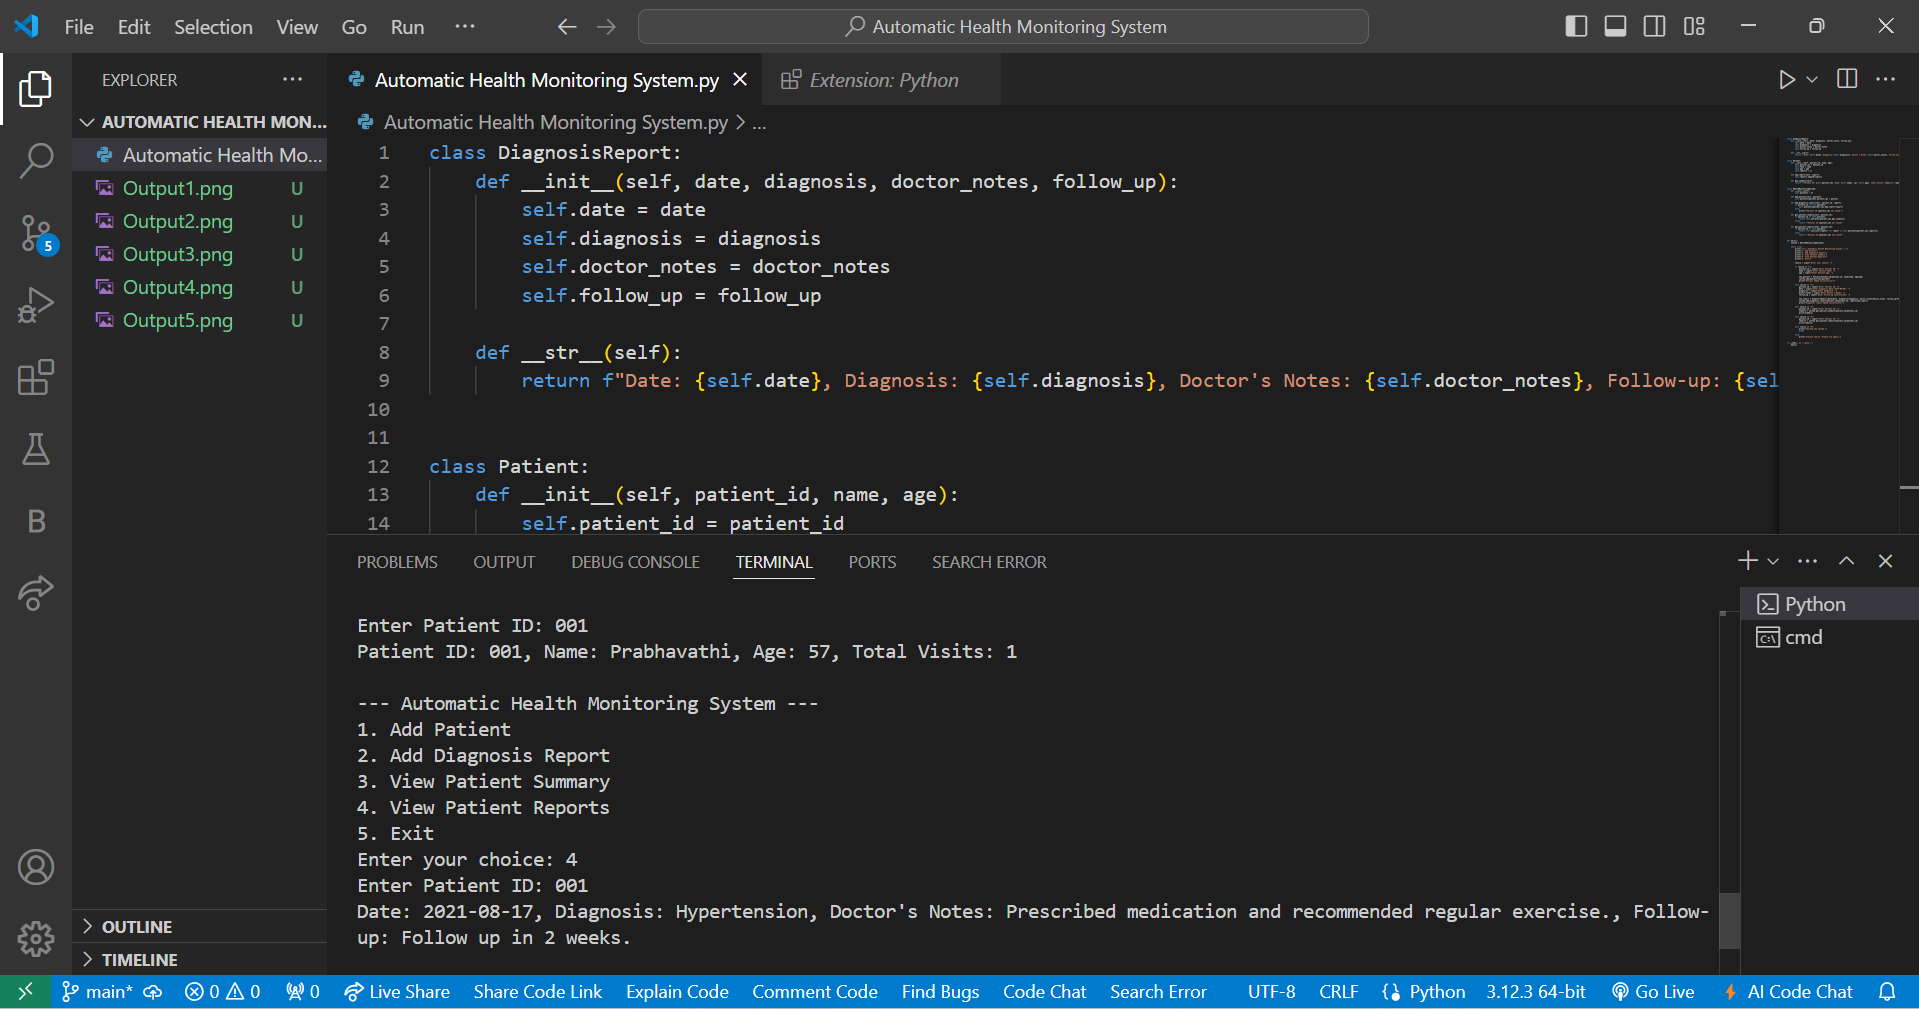 File Edit Selection View Go Run ···
Automatic Health Monitoring System
EXPLORER
AUTOMATIC HEALTH MON...
Automatic Health Mo...
Output1.png U
Output2.png U
Output3.png U
Output4.png U
Output5.png U
5
B
OUTLINE
TIMELINE
Automatic Health Monitoring System.py
Extension: Python
Automatic Health Monitoring System.py > ...
1 class DiagnosisReport:
2 def __init__(self, date, diagnosis, doctor_notes, follow_up):
3 self.date = date
4 self.diagnosis = diagnosis
5 self.doctor_notes = doctor_notes
6 self.follow_up = follow_up
7
8 def __str__(self):
9 return f"Date: {self.date}, Diagnosis: {self.diagnosis}, Doctor's Notes: {self.doctor_notes}, Follow-up: {sel
10
11
12 class Patient:
13 def __init__(self, patient_id, name, age):
14 self.patient_id = patient_id
PROBLEMS OUTPUT DEBUG CONSOLE TERMINAL PORTS SEARCH ERROR
Enter Patient ID: 001
Patient ID: 001, Name: Prabhavathi, Age: 57, Total Visits: 1
--- Automatic Health Monitoring System ---
1. Add Patient
2. Add Diagnosis Report
3. View Patient Summary
4. View Patient Reports
5. Exit
Enter your choice: 4
Enter Patient ID: 001
Date: 2021-08-17, Diagnosis: Hypertension, Doctor's Notes: Prescribed medication and recommended regular exercise., Follow-
up: Follow up in 2 weeks.
Python
cmd
main* 0 0 0 Live Share Share Code Link Explain Code Comment Code Find Bugs Code Chat Search Error UTF-8 CRLF Python 3.12.3 64-bit Go Live AI Code Chat